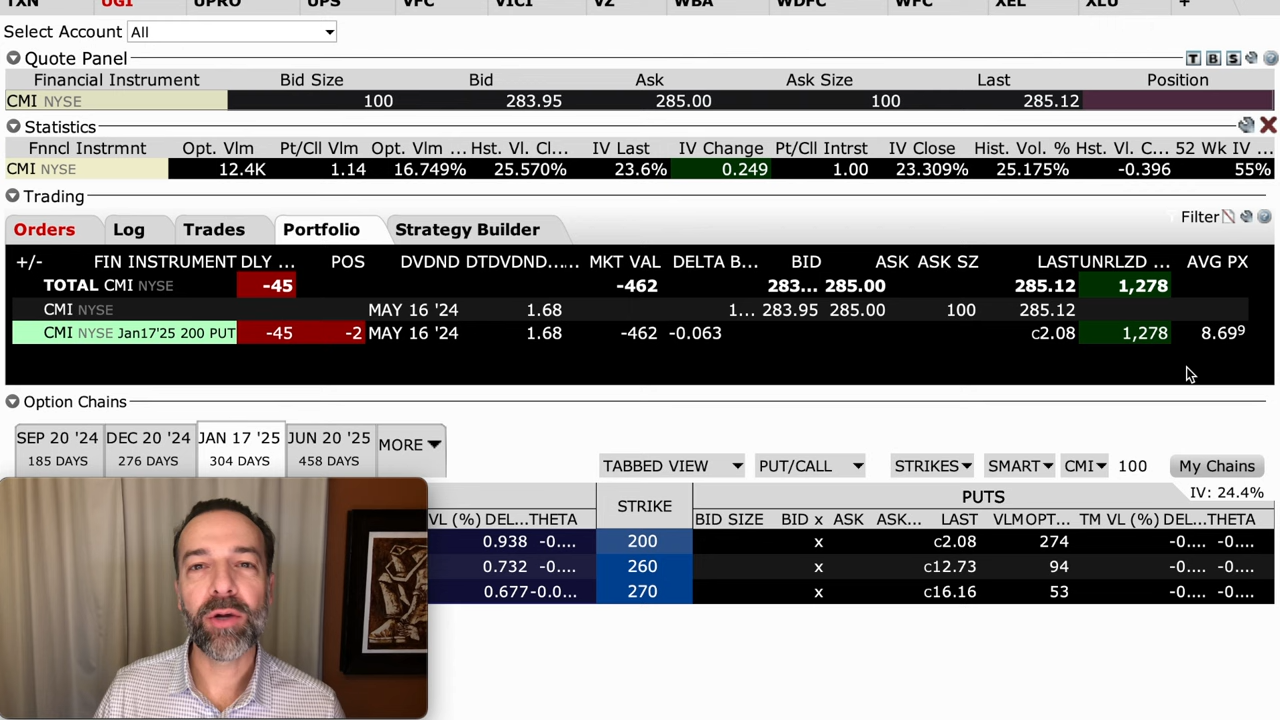 TXN UGI UPRO UPS VFC VICI VZ WBA WDFC WFC XEL XLU +
Select Account All
Quote Panel T B S
Financial Instrument Bid Size Bid Ask Ask Size Last Position
CMI NYSE 100 283.95 285.00 100 285.12
Statistics
Fnncl Instrmnt Opt. Vlm Pt/Cll Vlm Opt. Vlm ... Hst. Vl. Cl... IV Last IV Change Pt/Cll Intrst IV Close Hist. Vol. % Hst. Vl. C... 52 Wk IV ...
CMI NYSE 12.4K 1.14 16.749% 25.570% 23.6% 0.249 1.00 23.309% 25.175% -0.396 55%
Trading
Orders Log Trades Portfolio Strategy Builder Filter
+/- FIN INSTRUMENT DLY ... POS DVDND DTDVDND...... MKT VAL DELTA B... BID ASK ASK SZ LAST UNRLZD ... AVG PX
TOTAL CMI NYSE -45 -462 283... 285.00 285.12 1,278
CMI NYSE MAY 16 '24 1.68 1... 283.95 285.00 100 285.12
CMI NYSE Jan17'25 200 PUT -45 -2 MAY 16 '24 1.68 -462 -0.063 c2.08 1,278 8.69⁹
Option Chains
SEP 20 '24 DEC 20 '24 JAN 17 '25 JUN 20 '25 MORE
185 DAYS 276 DAYS 304 DAYS 458 DAYS
TABBED VIEW PUT/CALL STRIKES SMART CMI 100 My Chains
IV: 24.4%
STRIKE PUTS
VL (%) DEL...THETA BID SIZE BID x ASK ASK... LAST VLM OPT... TM VL (%) DEL...THETA
0.938 -0.... 200 x c2.08 274 -0.... -0....
0.732 -0.... 260 x c12.73 94 -0.... -0....
0.677 -0.0... 270 x c16.16 53 -0.... -0....